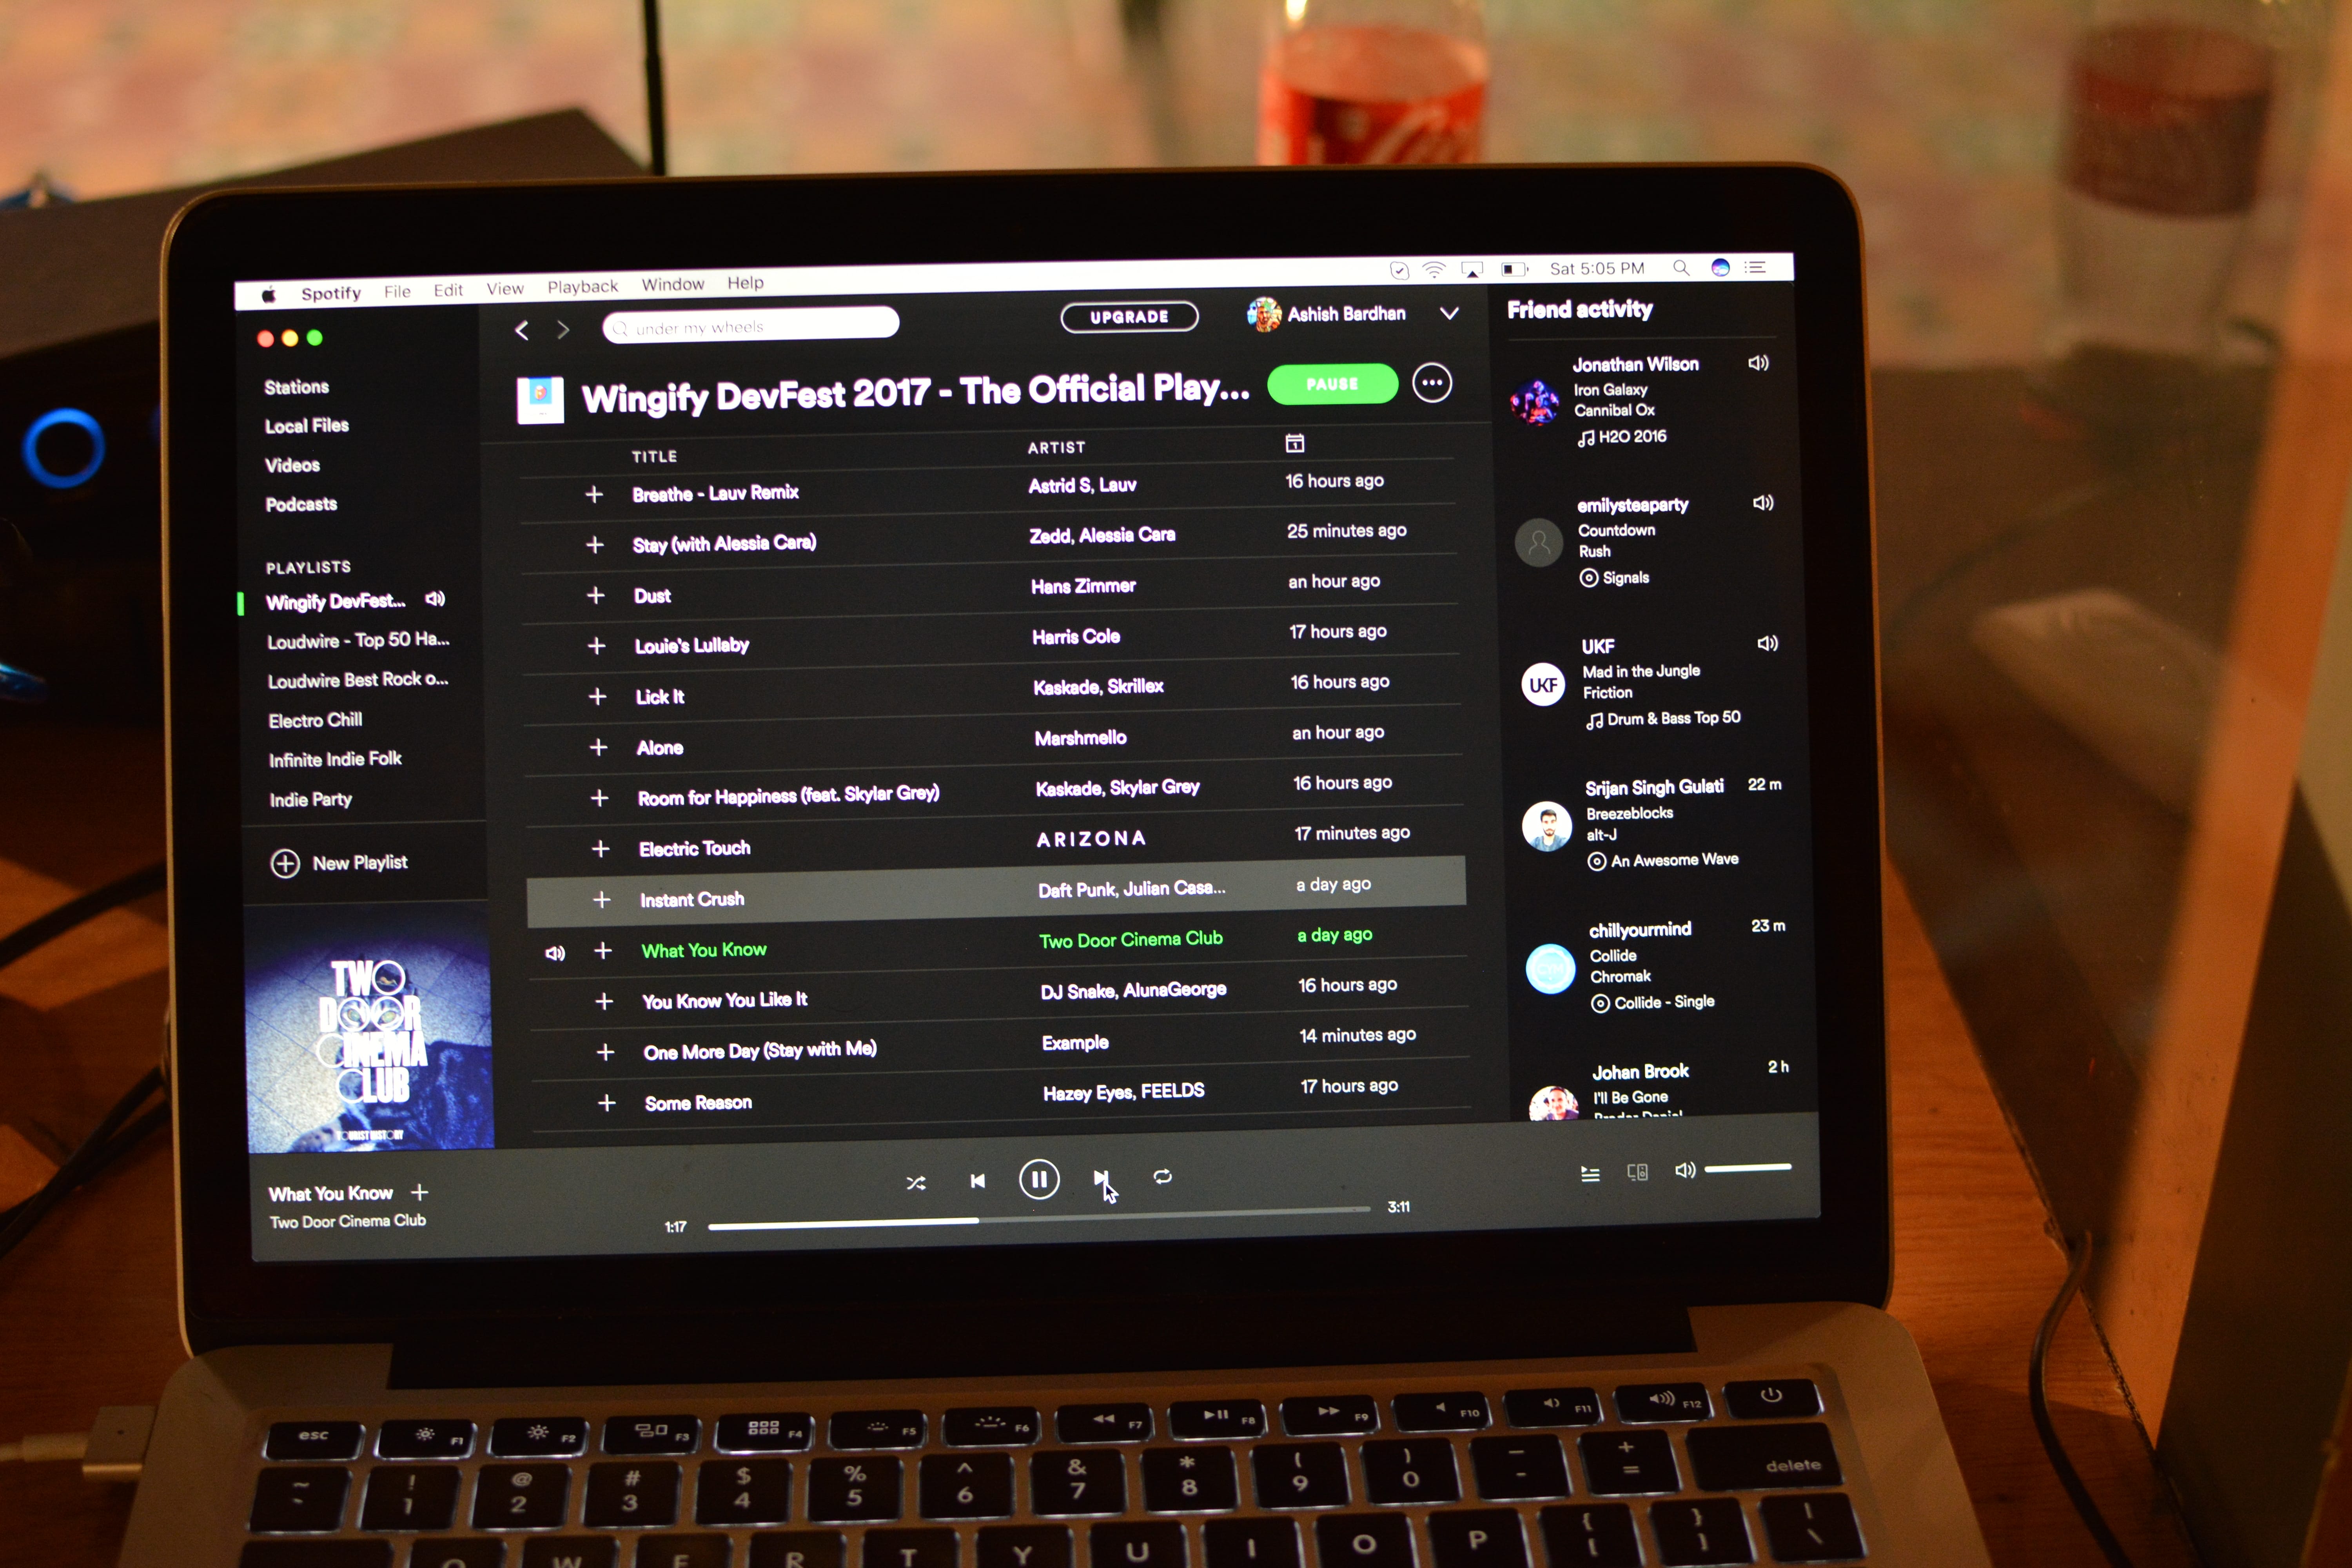 Spotify File Edit View Playback Window Help Sat 5:05 PM
under my wheels
UPGRADE
Ashish Bardhan
Stations
Local Files
Videos
Podcasts
PLAYLISTS
Wingify DevFest...
Loudwire - Top 50 Ha...
Loudwire Best Rock o...
Electro Chill
Infinite Indie Folk
Indie Party
New Playlist
TWO
DOOR
CINEMA
CLUB
TOURIST HISTORY
Wingify DevFest 2017 - The Official Play...
PAUSE
TITLE ARTIST
Breathe - Lauv Remix Astrid S, Lauv 16 hours ago
Stay (with Alessia Cara) Zedd, Alessia Cara 25 minutes ago
Dust Hans Zimmer an hour ago
Louie's Lullaby Harris Cole 17 hours ago
Lick It Kaskade, Skrillex 16 hours ago
Alone Marshmello an hour ago
Room for Happiness (feat. Skylar Grey) Kaskade, Skylar Grey 16 hours ago
Electric Touch ARIZONA 17 minutes ago
Instant Crush Daft Punk, Julian Casa... a day ago
What You Know Two Door Cinema Club a day ago
You Know You Like It DJ Snake, AlunaGeorge 16 hours ago
One More Day (Stay with Me) Example 14 minutes ago
Some Reason Hazey Eyes, FEELDS 17 hours ago
Friend activity
Jonathan Wilson
Iron Galaxy
Cannibal Ox
H2O 2016
emilysteaparty
Countdown
Rush
Signals
UKF
UKF
Mad in the Jungle
Friction
Drum & Bass Top 50
Srijan Singh Gulati 22 m
Breezeblocks
alt-J
An Awesome Wave
chillyourmind 23 m
Collide
Chromak
Collide - Single
Johan Brook 2 h
I'll Be Gone
What You Know
Two Door Cinema Club
1:17 3:11
esc F1 F2 F3 F4 F5 F6 F7 F8 F9 F10 F11 F12
~ ! @ # $ % ^ & * ( ) _ +
` 1 2 3 4 5 6 7 8 9 0 - = delete
Q W E R T Y U I O P { [ } ] | \